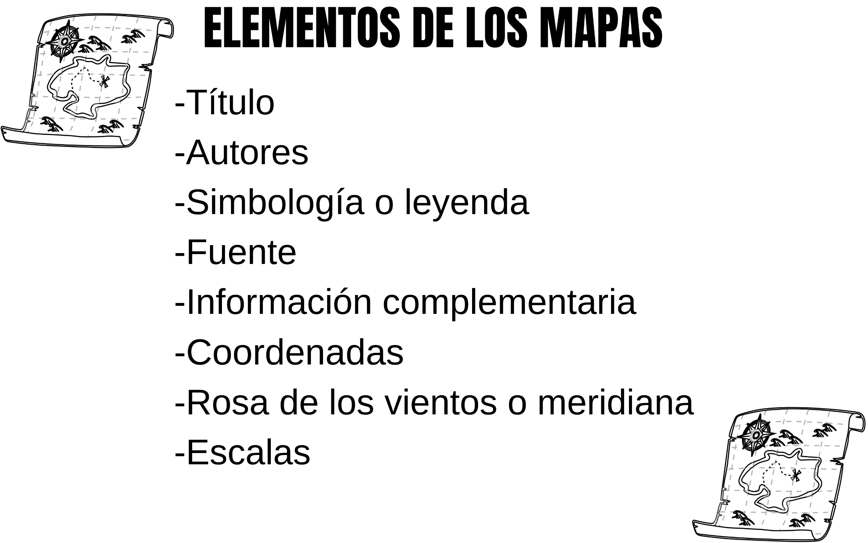 ELEMENTOS DE LOS MAPAS
-Título
-Autores
-Simbología o leyenda
-Fuente
-Información complementaria
-Coordenadas
-Rosa de los vientos o meridiana
-Escalas